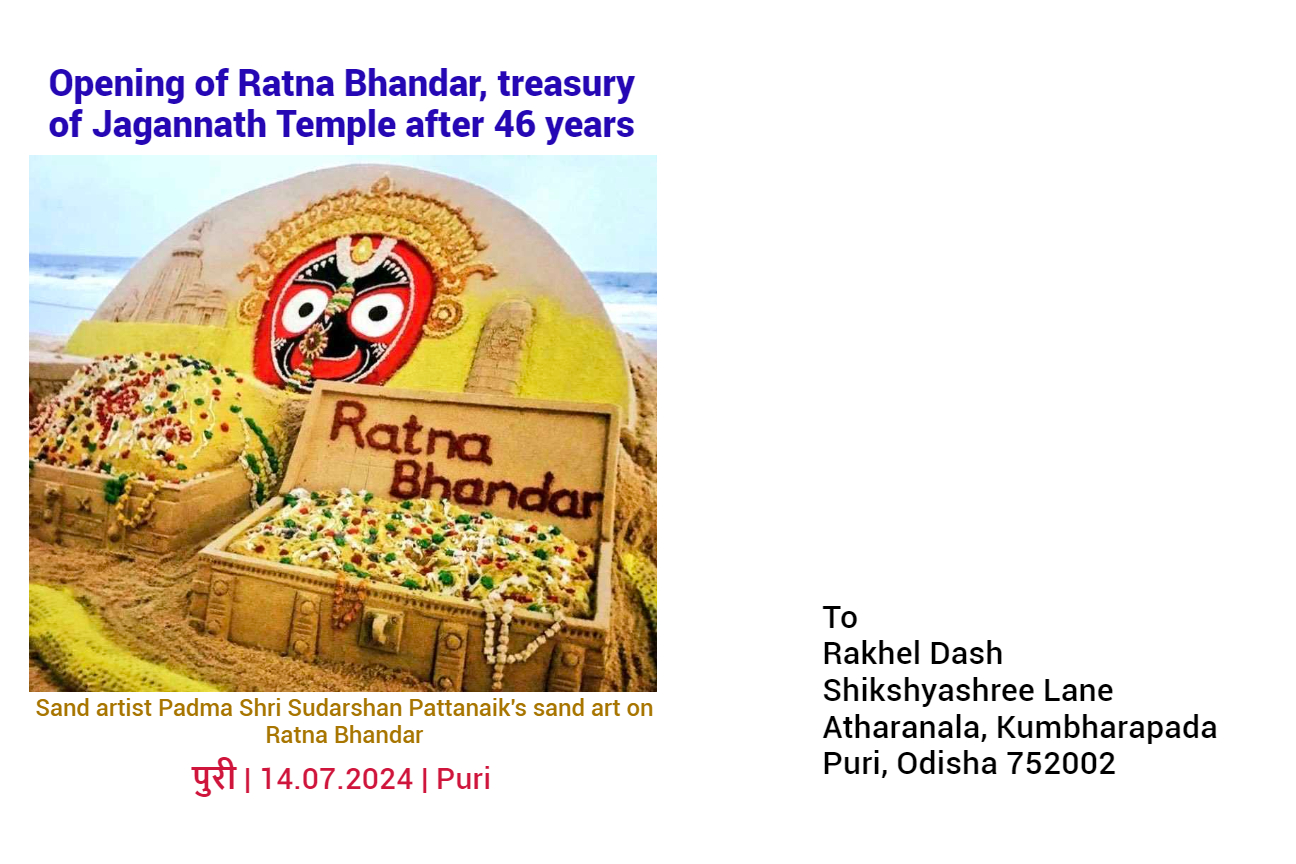 Opening of Ratna Bhandar, treasury
of Jagannath Temple after 46 years
Ratna
Bhandar
Sand artist Padma Shri Sudarshan Pattanaik's sand art on
Ratna Bhandar
पुरी | 14.07.2024 | Puri
To
Rakhel Dash
Shikshyashree Lane
Atharanala, Kumbharapada
Puri, Odisha 752002